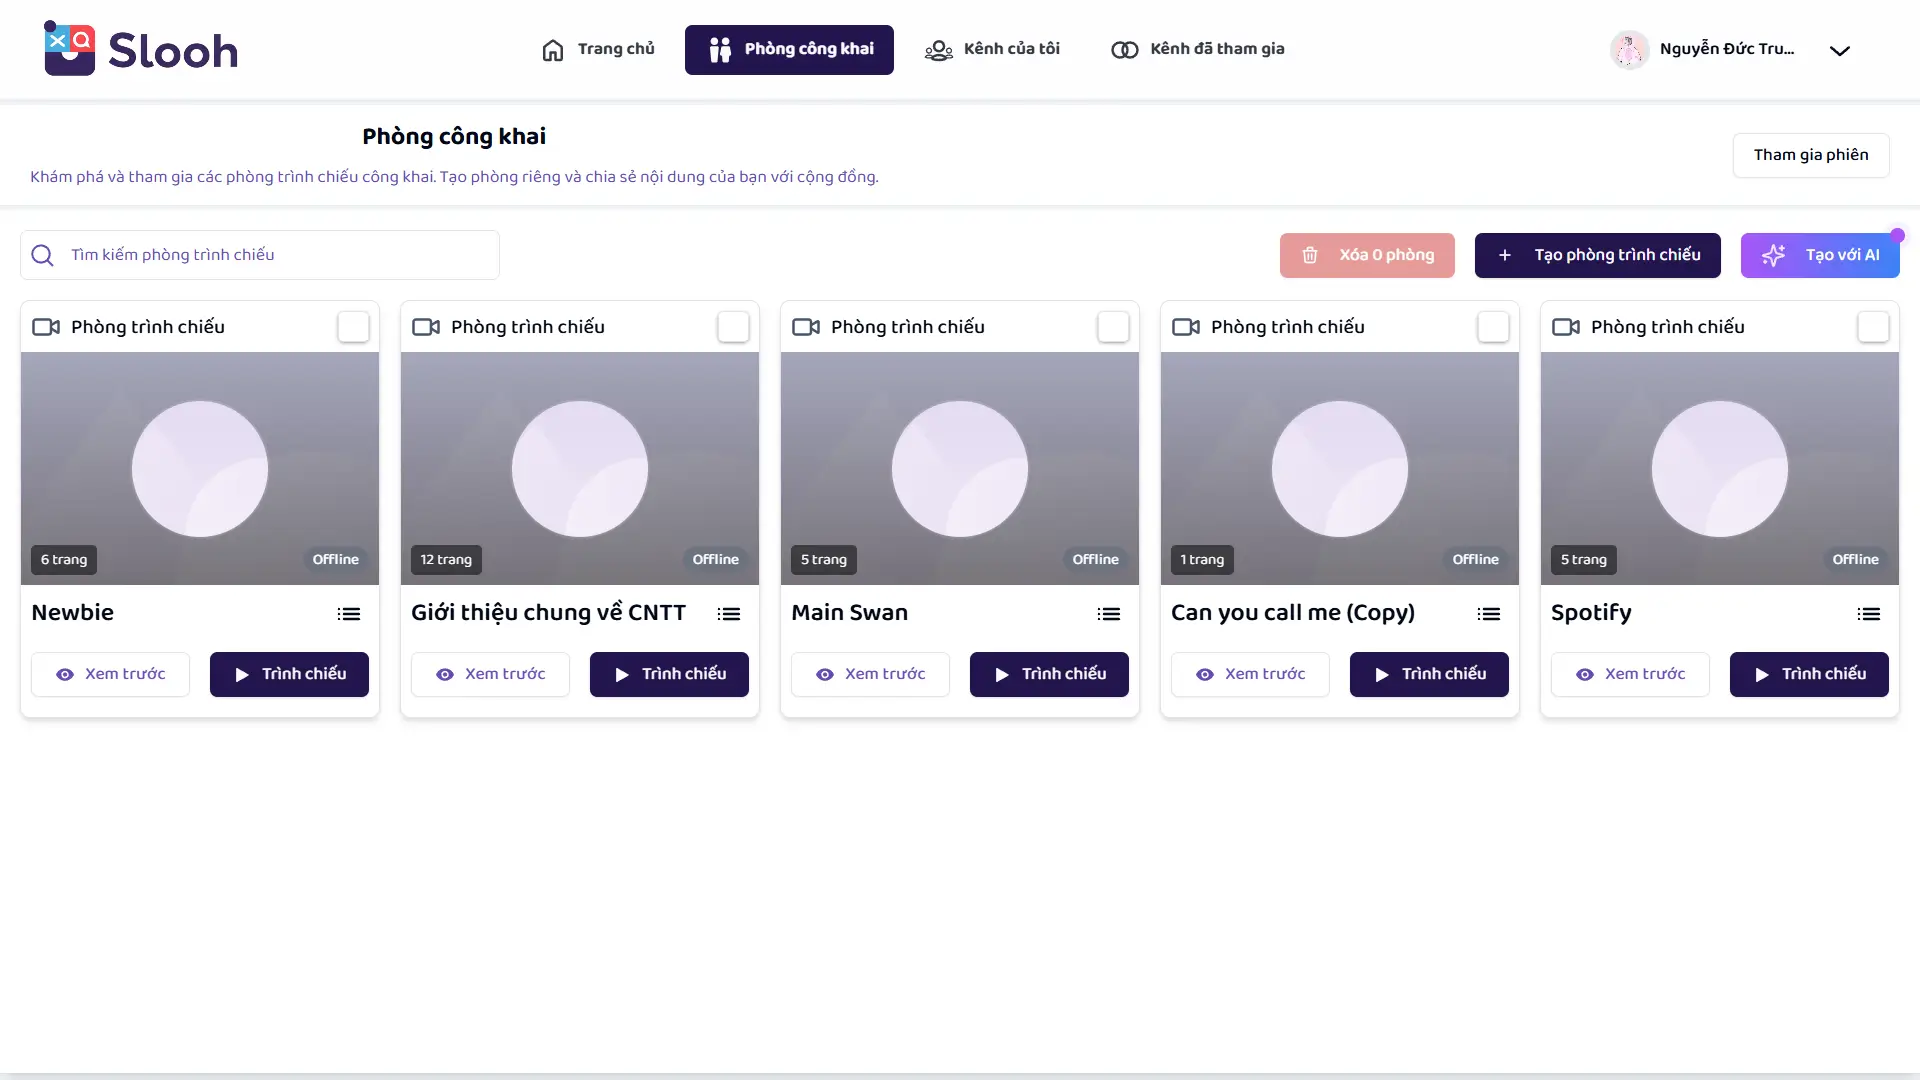 Slooh
Trang chủ
Phòng công khai
Kênh của tôi
Kênh đã tham gia
Nguyễn Đức Tru...
Phòng công khai
Khám phá và tham gia các phòng trình chiếu công khai. Tạo phòng riêng và chia sẻ nội dung của bạn với cộng đồng.
Tham gia phiên
Tìm kiếm phòng trình chiếu
Xóa 0 phòng
+ Tạo phòng trình chiếu
Tạo với AI
Phòng trình chiếu
6 trang
Offline
Newbie
Xem trước
Trình chiếu
Phòng trình chiếu
12 trang
Offline
Giới thiệu chung về CNTT
Xem trước
Trình chiếu
Phòng trình chiếu
5 trang
Offline
Main Swan
Xem trước
Trình chiếu
Phòng trình chiếu
1 trang
Offline
Can you call me (Copy)
Xem trước
Trình chiếu
Phòng trình chiếu
5 trang
Offline
Spotify
Xem trước
Trình chiếu